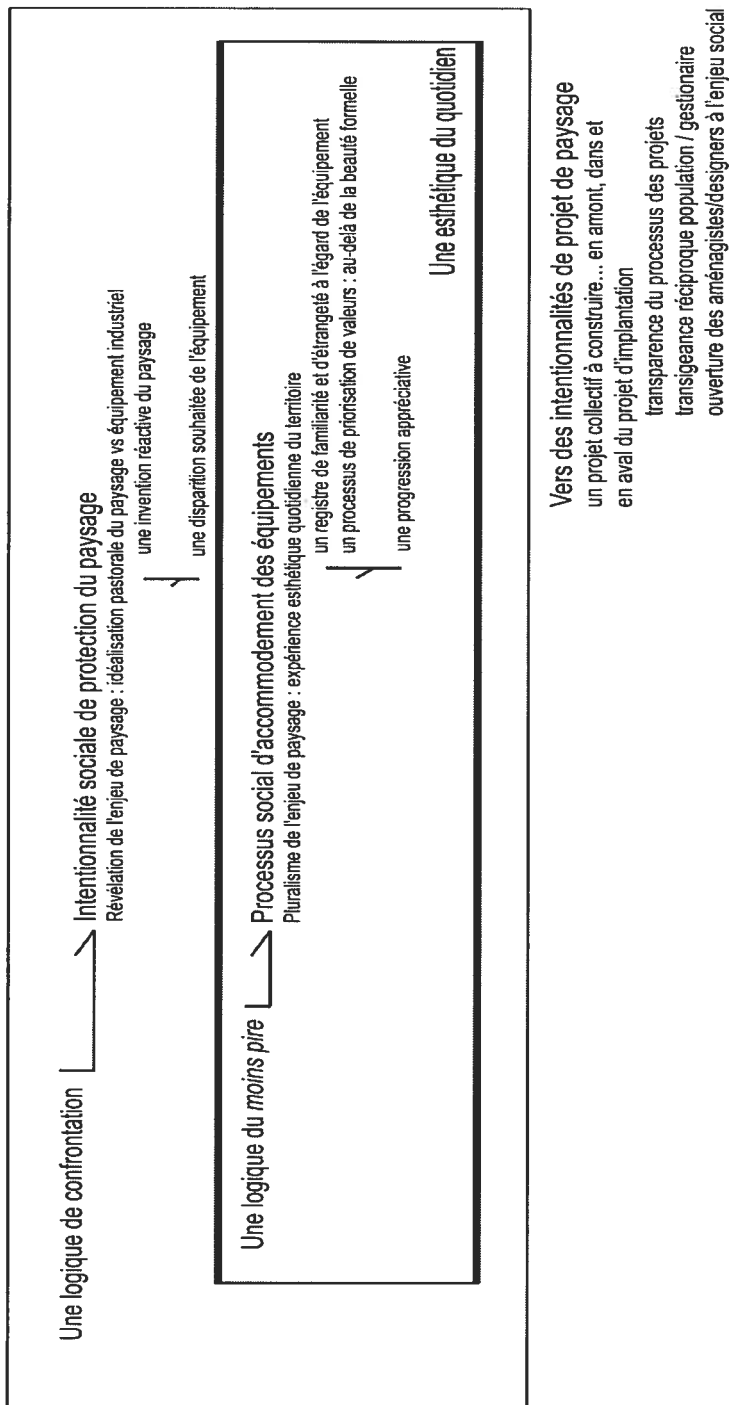 Une logique de confrontation
Intentionnalité sociale de protection du paysage
Révélation de l'enjeu de paysage : idéalisation pastorale du paysage vs équipement industriel
une invention réactive du paysage
une disparition souhaitée de l'équipement
Une logique du moins pire
Processus social d'accommodement des équipements
Pluralisme de l'enjeu de paysage : expérience esthétique quotidienne du territoire
un registre de familiarité et d'étrangeté à l'égard de l'équipement
un processus de priorisation de valeurs : au-delà de la beauté formelle
une progression appréciative
Une esthétique du quotidien
Vers des intentionnalités de projet de paysage
un projet collectif à construire... en amont, dans et
en aval du projet d'implantation
transparence du processus des projets
transigeance réciproque population / gestionaire
ouverture des aménagistes/designers à l'enjeu social